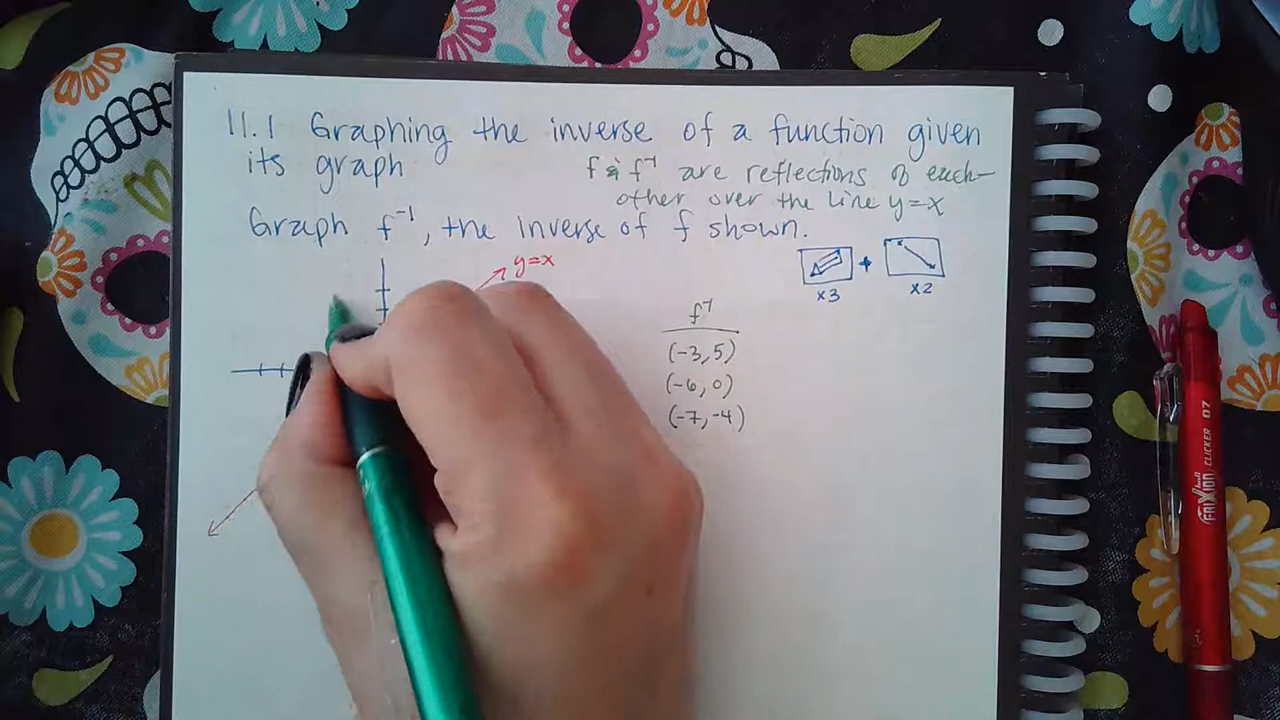 11.1 Graphing the inverse of a function given
its graph
f & f⁻¹ are reflections of each-
other over the line y=x
Graph f⁻¹, the inverse of f shown.
y=x
+
x3
x2
f⁻¹
(-3, 5)
(-6, 0)
(-7, -4)
FRIXION CLICKER 07